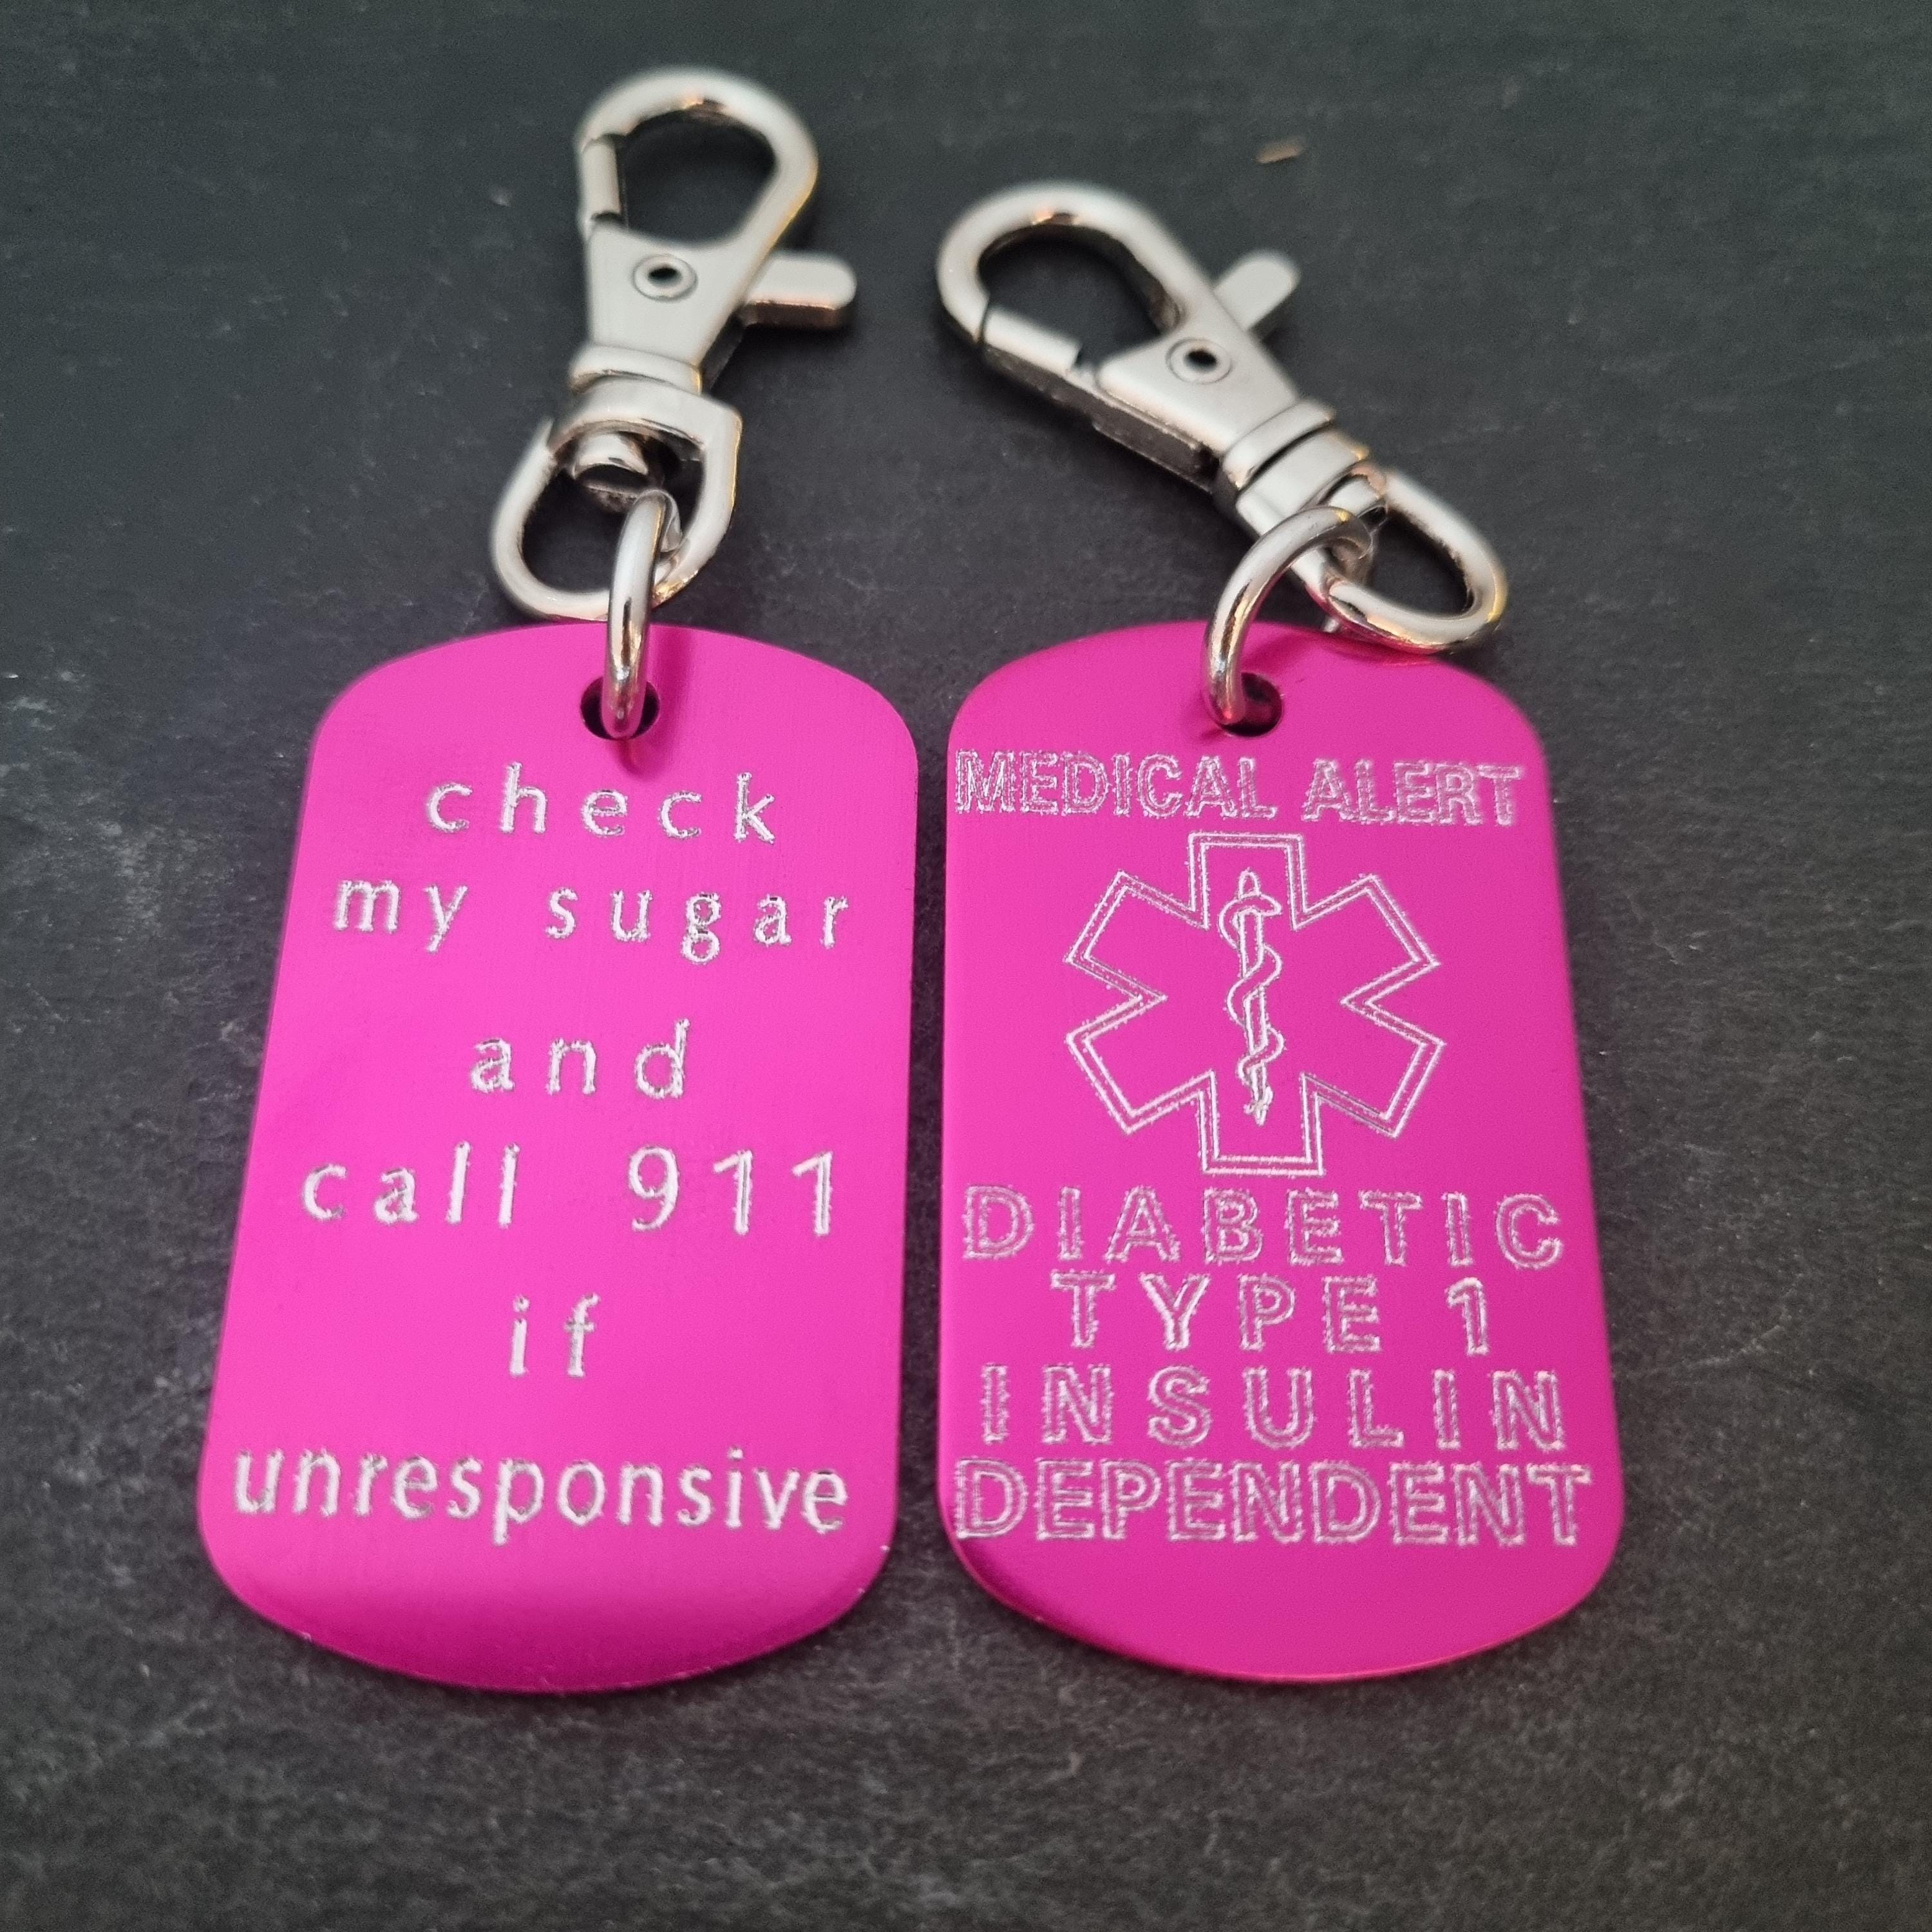 check
my sugar
and
call 911
if
unresponsive
MEDICAL ALERT
DIABETIC
TYPE 1
INSULIN
DEPENDENT